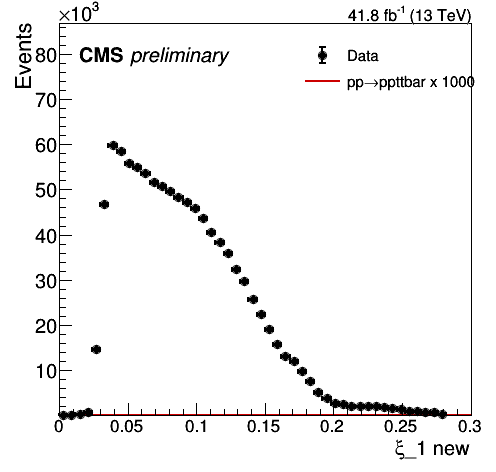 ×10³
41.8 fb⁻¹ (13 TeV)
Events
CMS preliminary
Data
pp→ppttbar x 1000
80
70
60
50
40
30
20
10
0 0.05 0.1 0.15 0.2 0.25 0.3
ξ_1 new